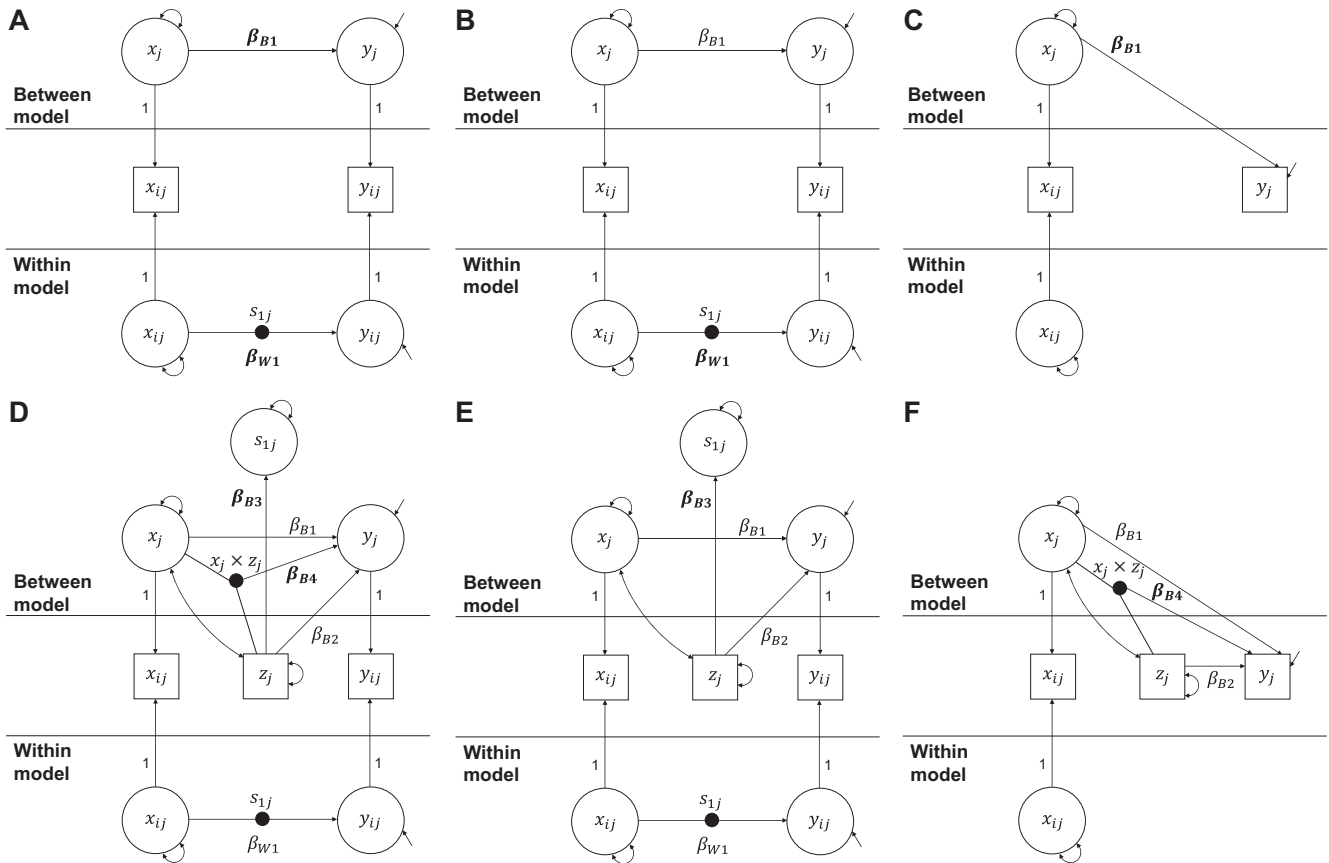 A
x_j
β_B1
y_j
Between
model
1
1
x_ij
y_ij
Within
model
1
1
s_1j
x_ij
y_ij
β_W1
B
x_j
β_B1
y_j
Between
model
1
1
x_ij
y_ij
Within
model
1
1
s_1j
x_ij
y_ij
β_W1
C
x_j
β_B1
Between
model
1
x_ij
y_j
Within
model
1
x_ij
D
s_1j
β_B3
β_B1
x_j
y_j
x_j × z_j
β_B4
Between
model
1
1
β_B2
x_ij
z_j
y_ij
Within
model
1
1
s_1j
x_ij
y_ij
β_W1
E
s_1j
β_B3
β_B1
x_j
y_j
Between
model
1
1
β_B2
x_ij
z_j
y_ij
Within
model
1
1
s_1j
x_ij
y_ij
β_W1
F
x_j
β_B1
x_j × z_j
β_B4
Between
model
1
x_ij
z_j
β_B2
y_j
Within
model
1
x_ij